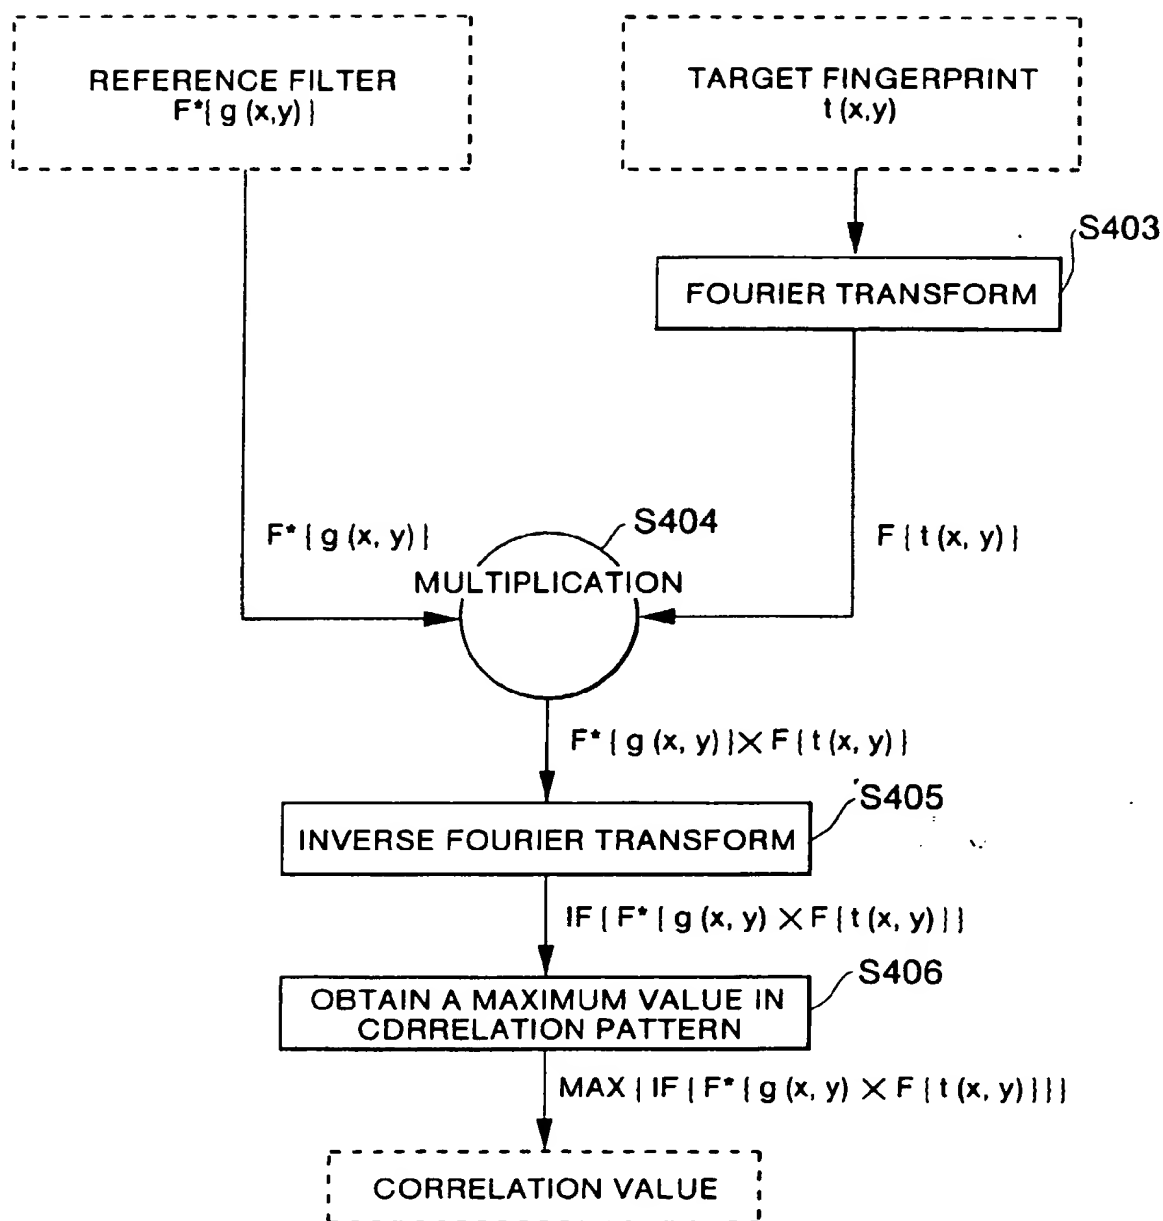 REFERENCE FILTER
F*{ g (x,y) }
TARGET FINGERPRINT
t (x,y)
S403
FOURIER TRANSFORM
F* { g (x, y) }
S404
F { t (x, y) }
MULTIPLICATION
F* { g (x, y) } × F { t (x, y) }
S405
INVERSE FOURIER TRANSFORM
IF { F* { g (x, y) × F { t (x, y) } }
S406
OBTAIN A MAXIMUM VALUE IN
CDRRELATION PATTERN
MAX { IF { F* { g (x, y) × F { t (x, y) } } }
CORRELATION VALUE